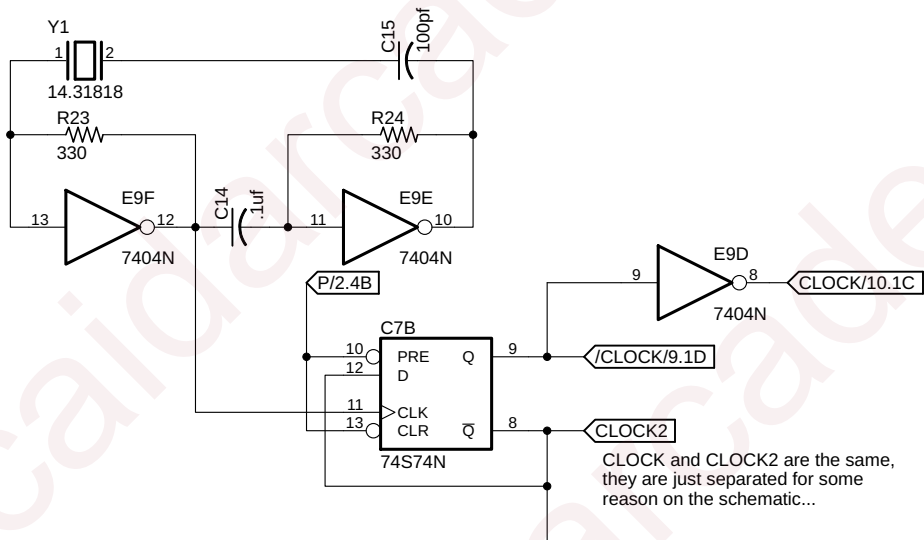 Y1
1
2
14.31818
C15
100pf
R23
330
R24
330
13
E9F
12
7404N
C14
.1uf
11
E9E
10
7404N
P/2.4B
9
E9D
8
7404N
CLOCK/10.1C
C7B
10
PRE
Q
9
/CLOCK/9.1D
12
D
11
CLK
13
CLR
Q
8
CLOCK2
74S74N
CLOCK and CLOCK2 are the same,
they are just separated for some
reason on the schematic...
caidarcade